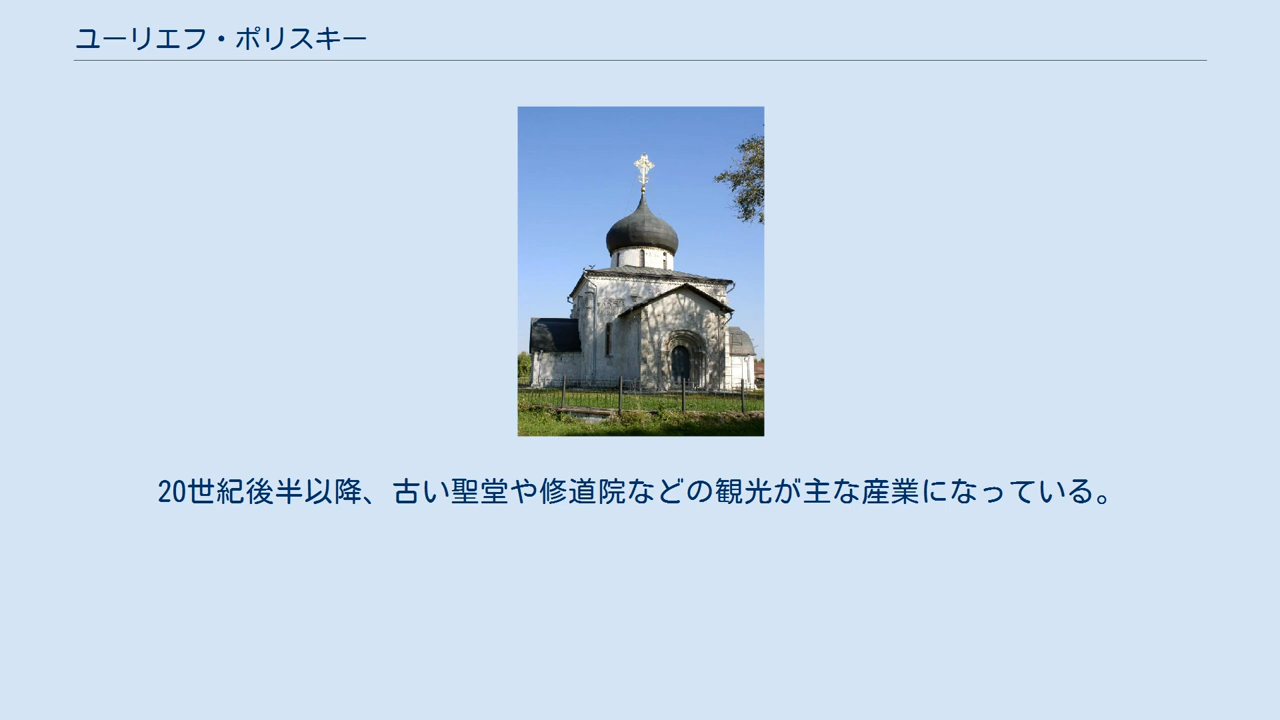 ユーリエフ・ポリスキー
20世紀後半以降、古い聖堂や修道院などの観光が主な産業になっている。